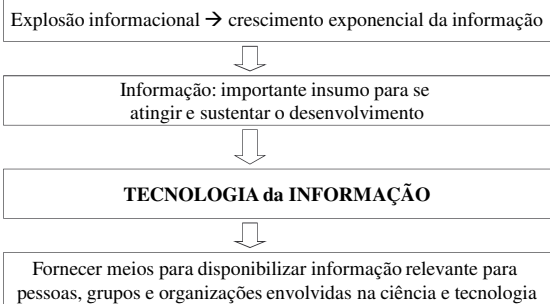 Explosão informacional → crescimento exponencial da informação
Informação: importante insumo para se
atingir e sustentar o desenvolvimento
TECNOLOGIA da INFORMAÇÃO
Fornecer meios para disponibilizar informação relevante para
pessoas, grupos e organizações envolvidas na ciência e tecnologia